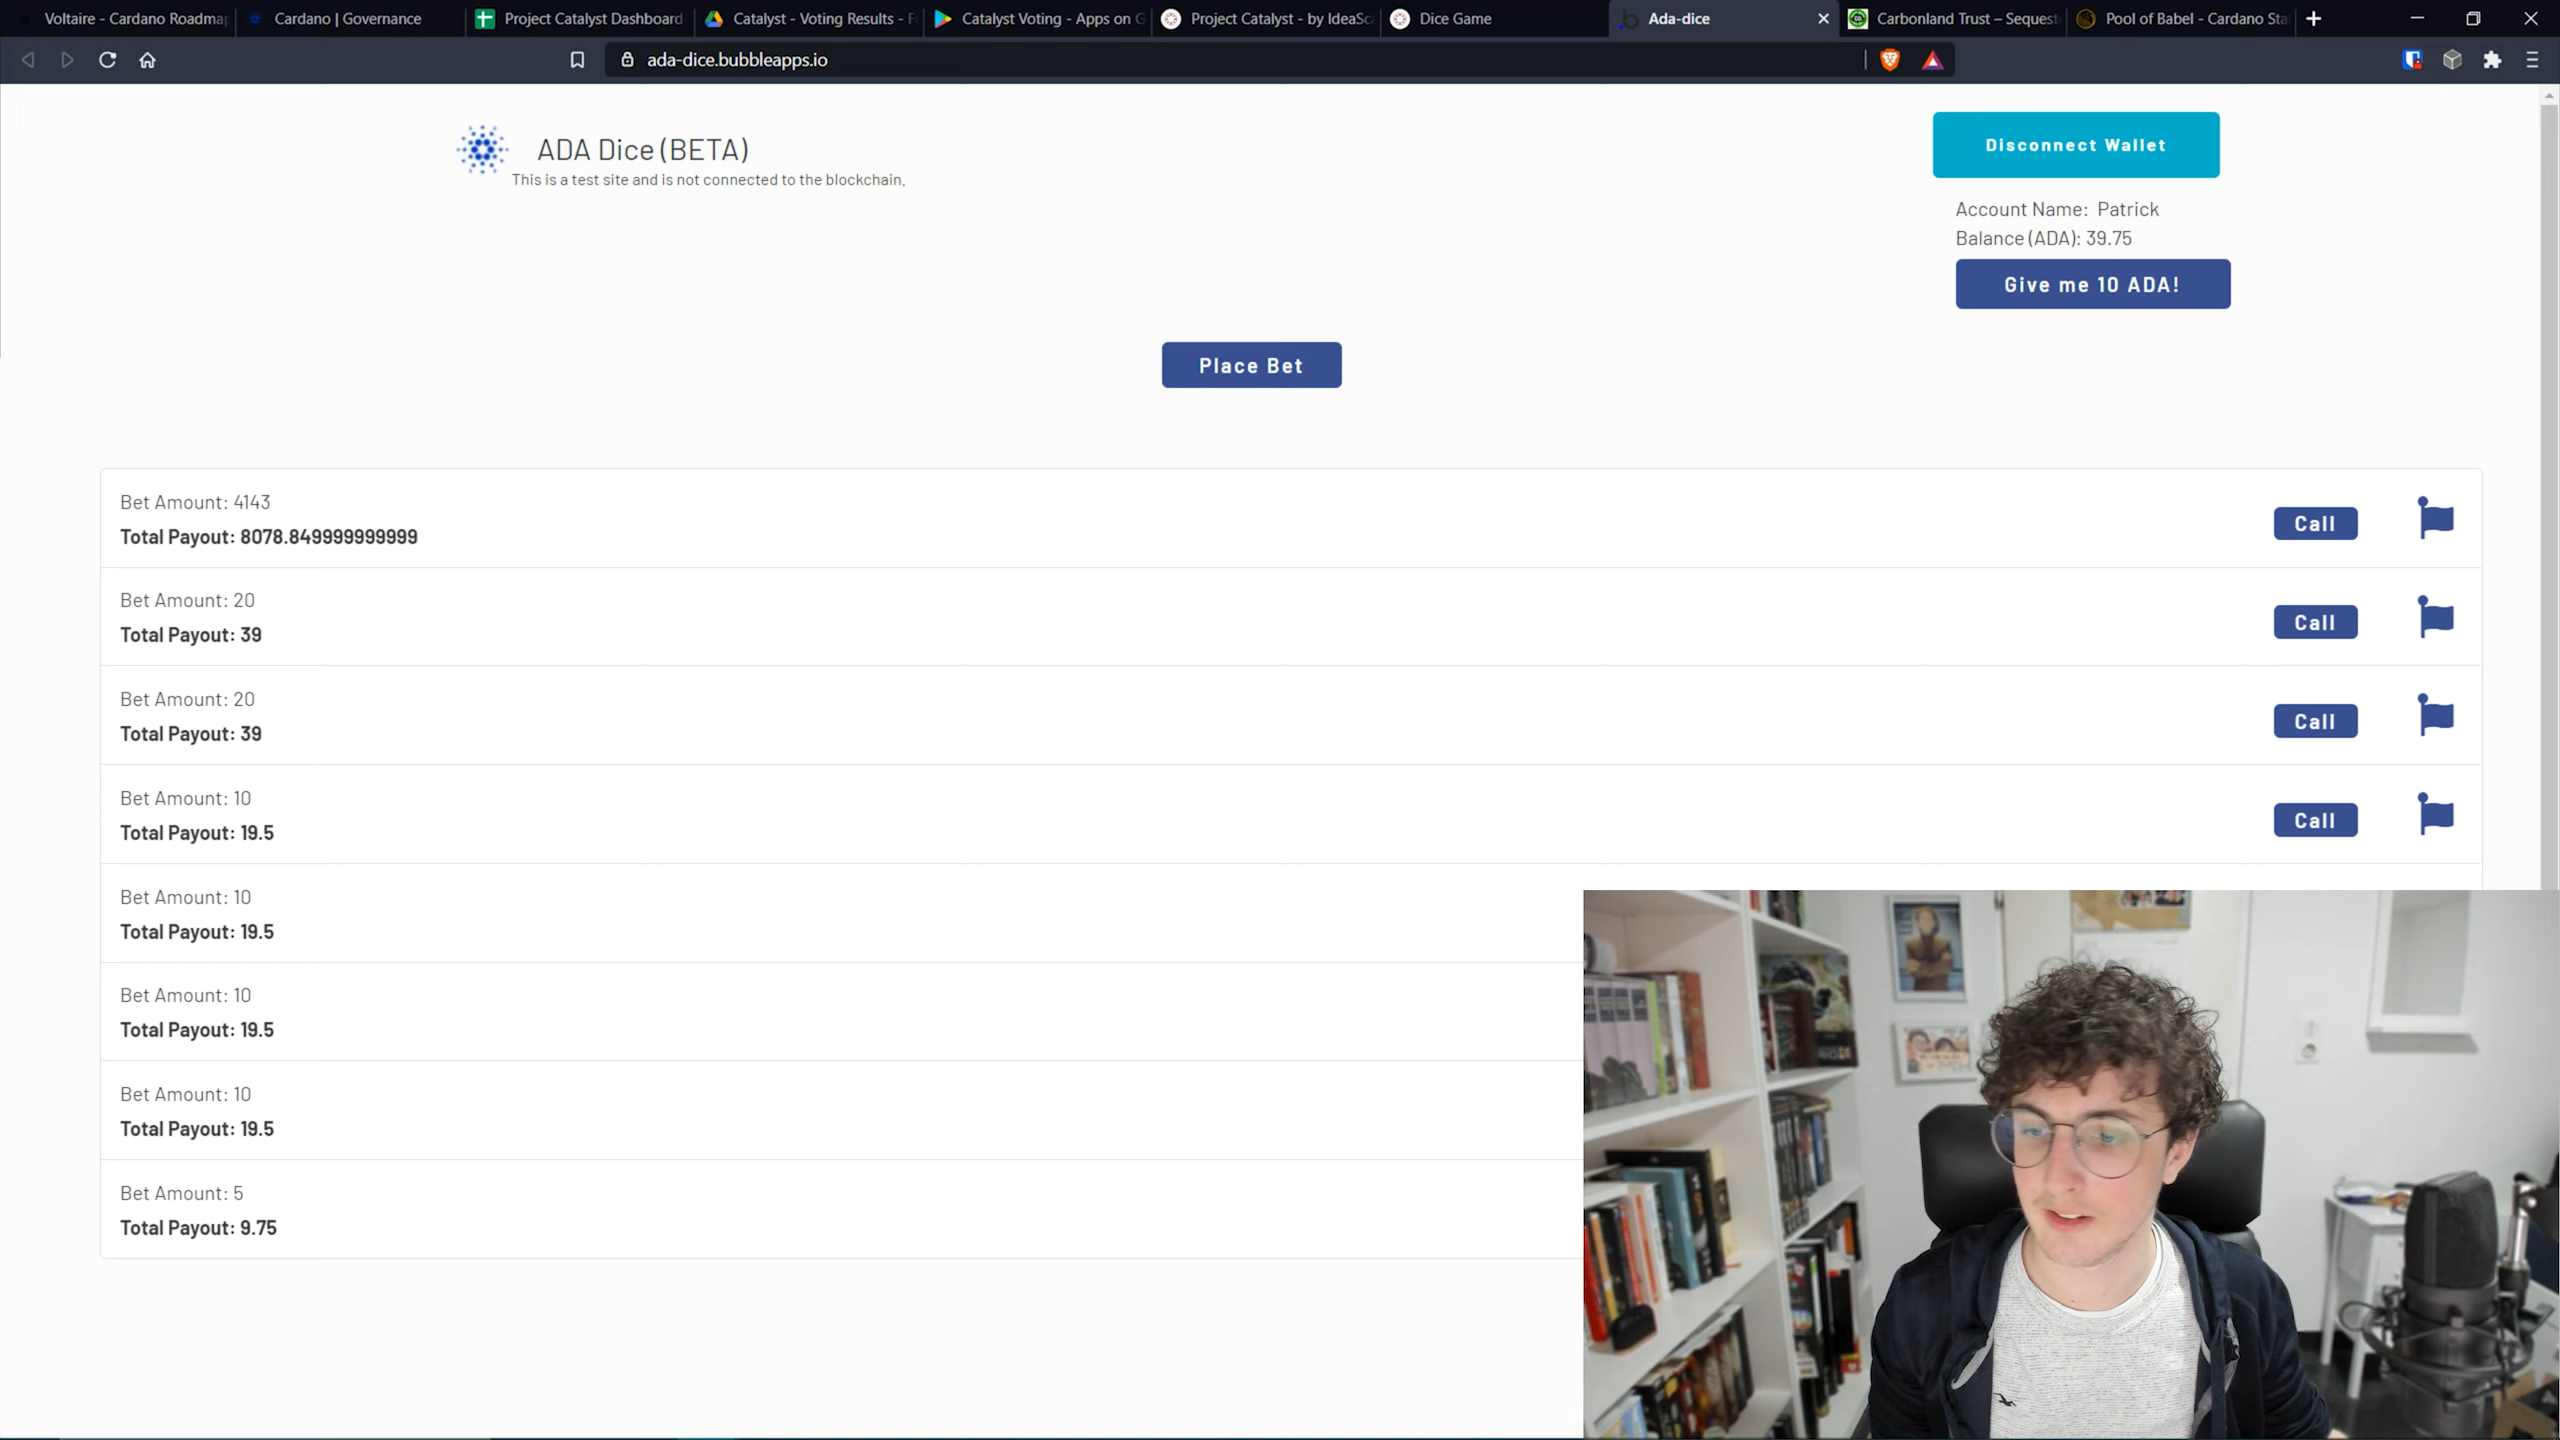 Voltaire - Cardano Roadmap
Cardano | Governance
Project Catalyst Dashboard
Catalyst - Voting Results - F
Catalyst Voting - Apps on G
Project Catalyst - by IdeaSc
Dice Game
Ada-dice
Carbonland Trust – Sequest
Pool of Babel - Cardano Sta
ada-dice.bubbleapps.io
ADA Dice (BETA)
This is a test site and is not connected to the blockchain.
Disconnect Wallet
Account Name: Patrick
Balance (ADA): 39.75
Give me 10 ADA!
Place Bet
Bet Amount: 4143
Total Payout: 8078.849999999999
Call
Bet Amount: 20
Total Payout: 39
Call
Bet Amount: 20
Total Payout: 39
Call
Bet Amount: 10
Total Payout: 19.5
Call
Bet Amount: 10
Total Payout: 19.5
Bet Amount: 10
Total Payout: 19.5
Bet Amount: 10
Total Payout: 19.5
Bet Amount: 5
Total Payout: 9.75